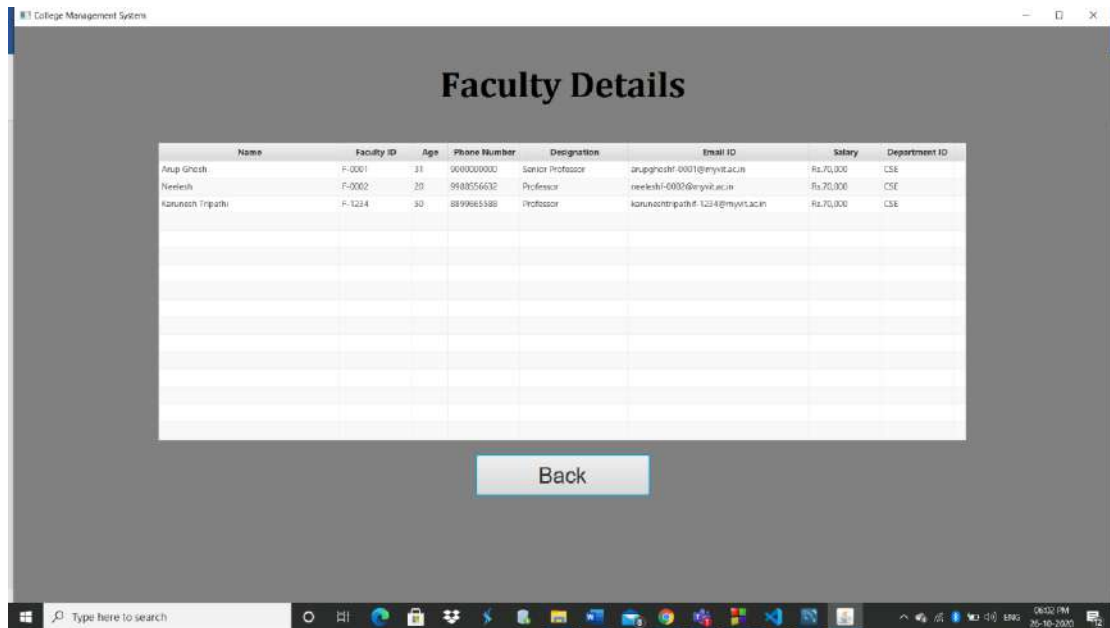 College Management System
Faculty Details
Name Faculty ID Age Phone Number Designation Email ID Salary Department ID
Arup Ghosh F-0001 31 9000000000 Senior Professor arupghoshf-0001@myvit.ac.in Rs.70,000 CSE
Neelesh F-0002 20 9988556632 Professor neeleshf-0002@myvit.ac.in Rs.70,000 CSE
Karunesh Tripathi F-1234 30 8899665588 Professor karuneshtripathif-1234@myvit.ac.in Rs.70,000 CSE
Back
Type here to search
ENG
06:02 PM
26-10-2020